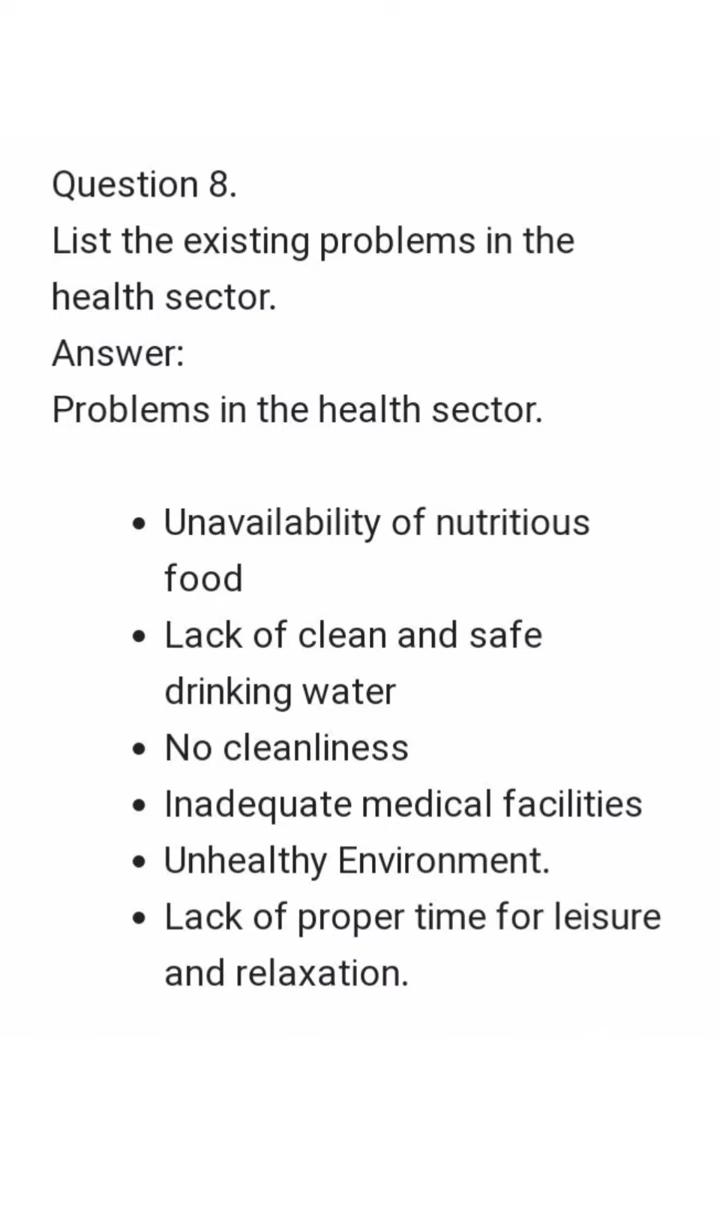 Question 8.
List the existing problems in the
health sector.
Answer:
Problems in the health sector.
• Unavailability of nutritious
food
• Lack of clean and safe
drinking water
• No cleanliness
• Inadequate medical facilities
• Unhealthy Environment.
• Lack of proper time for leisure
and relaxation.